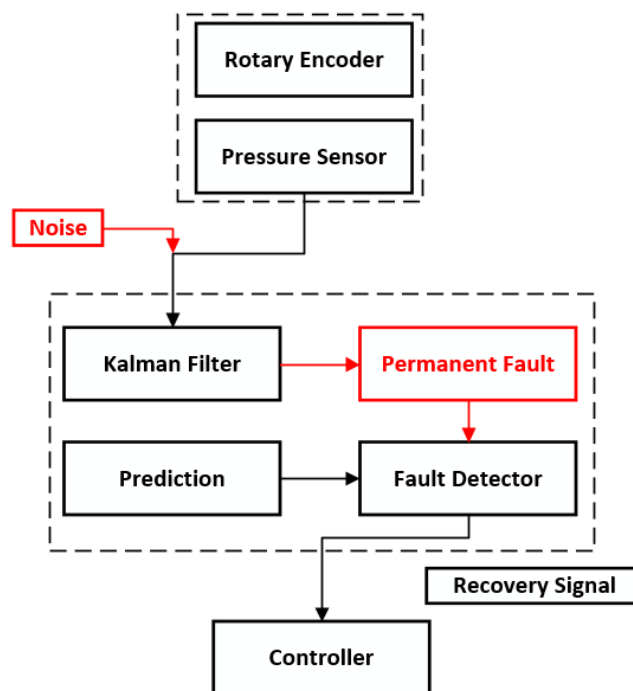 Rotary Encoder
Pressure Sensor
Noise
Kalman Filter
Permanent Fault
Prediction
Fault Detector
Recovery Signal
Controller